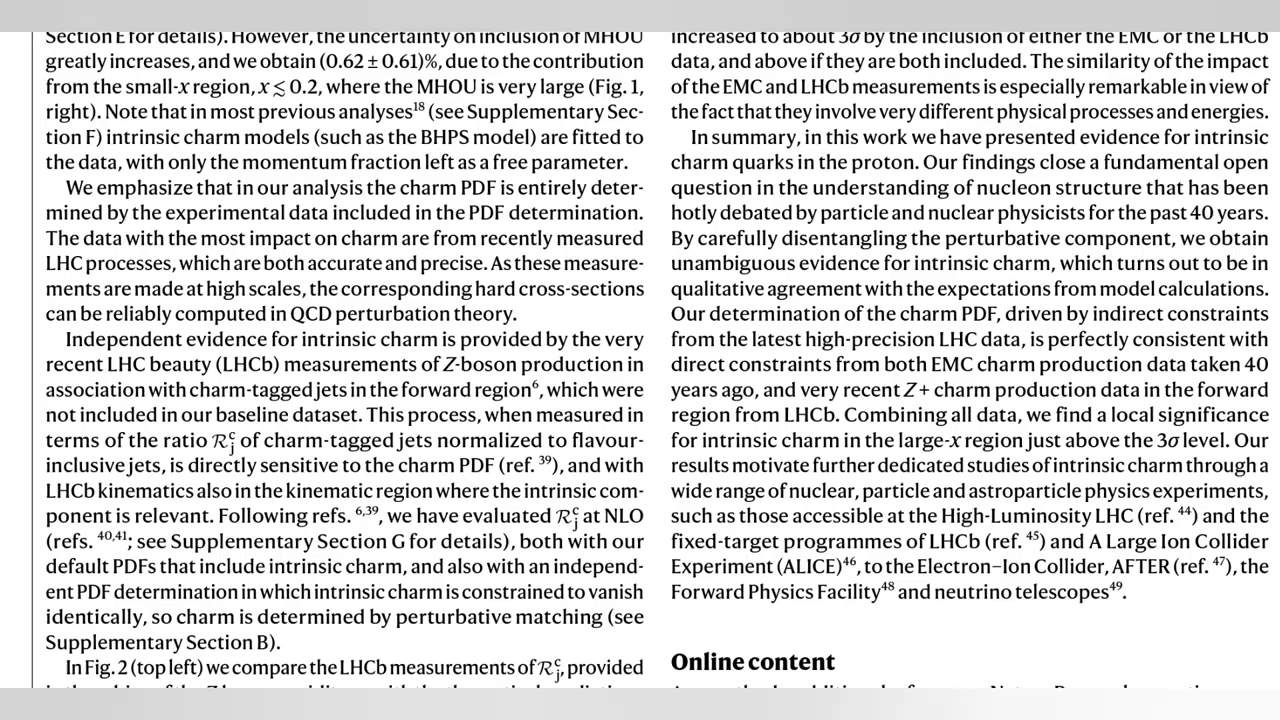 Section E for details). However, the uncertainty on inclusion of MHOU
greatly increases, and we obtain (0.62 ± 0.61)%, due to the contribution
from the small-x region, x ≲ 0.2, where the MHOU is very large (Fig. 1,
right). Note that in most previous analyses¹⁸ (see Supplementary Sec-
tion F) intrinsic charm models (such as the BHPS model) are fitted to
the data, with only the momentum fraction left as a free parameter.
We emphasize that in our analysis the charm PDF is entirely deter-
mined by the experimental data included in the PDF determination.
The data with the most impact on charm are from recently measured
LHC processes, which are both accurate and precise. As these measure-
ments are made at high scales, the corresponding hard cross-sections
can be reliably computed in QCD perturbation theory.
Independent evidence for intrinsic charm is provided by the very
recent LHC beauty (LHCb) measurements of Z-boson production in
association with charm-tagged jets in the forward region⁶, which were
not included in our baseline dataset. This process, when measured in
terms of the ratio ℛⱼᶜ of charm-tagged jets normalized to flavour-
inclusive jets, is directly sensitive to the charm PDF (ref. ³⁹), and with
LHCb kinematics also in the kinematic region where the intrinsic com-
ponent is relevant. Following refs. ⁶,³⁹, we have evaluated ℛⱼᶜ at NLO
(refs. ⁴⁰,⁴¹; see Supplementary Section G for details), both with our
default PDFs that include intrinsic charm, and also with an independ-
ent PDF determination in which intrinsic charm is constrained to vanish
identically, so charm is determined by perturbative matching (see
Supplementary Section B).
In Fig. 2 (top left) we compare the LHCb measurements of ℛⱼᶜ, provided
increased to about 3σ by the inclusion of either the EMC or the LHCb
data, and above if they are both included. The similarity of the impact
of the EMC and LHCb measurements is especially remarkable in view of
the fact that they involve very different physical processes and energies.
In summary, in this work we have presented evidence for intrinsic
charm quarks in the proton. Our findings close a fundamental open
question in the understanding of nucleon structure that has been
hotly debated by particle and nuclear physicists for the past 40 years.
By carefully disentangling the perturbative component, we obtain
unambiguous evidence for intrinsic charm, which turns out to be in
qualitative agreement with the expectations from model calculations.
Our determination of the charm PDF, driven by indirect constraints
from the latest high-precision LHC data, is perfectly consistent with
direct constraints from both EMC charm production data taken 40
years ago, and very recent Z + charm production data in the forward
region from LHCb. Combining all data, we find a local significance
for intrinsic charm in the large-x region just above the 3σ level. Our
results motivate further dedicated studies of intrinsic charm through a
wide range of nuclear, particle and astroparticle physics experiments,
such as those accessible at the High-Luminosity LHC (ref. ⁴⁴) and the
fixed-target programmes of LHCb (ref. ⁴⁵) and A Large Ion Collider
Experiment (ALICE)⁴⁶, to the Electron–Ion Collider, AFTER (ref. ⁴⁷), the
Forward Physics Facility⁴⁸ and neutrino telescopes⁴⁹.
Online content